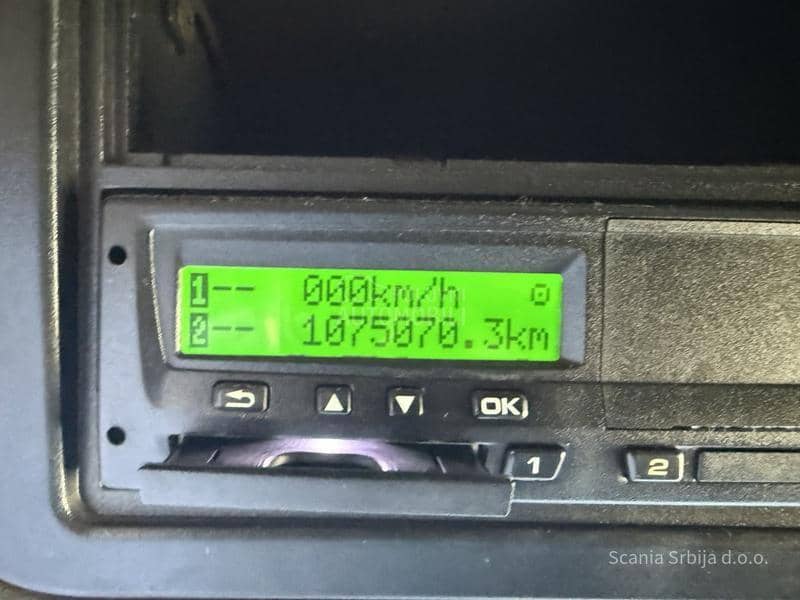 1-- 000km/h
2-- 1075070.3km
OK
1 2
Scania Srbija d.o.o.